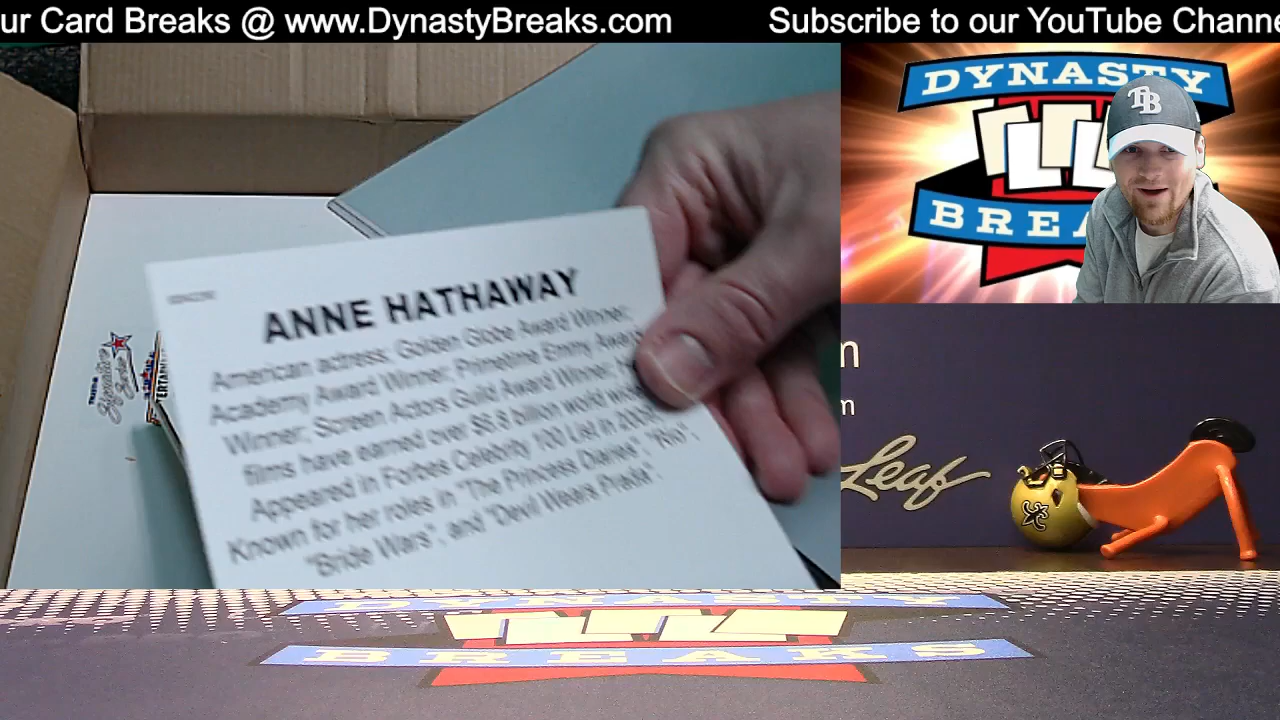 ur Card Breaks @ www.DynastyBreaks.com
Subscribe to our YouTube Channe
DYNASTY
BREA
TB
ANNE HATHAWAY
American actress; Golden Globe Award Winner;
Academy Award Winner; Primetime Emmy Award
Winner; Screen Actors Guild Award Winner;
films have earned over $6.8 billion world
Appeared in Forbes Celebrity 100 List in 2009
Known for her roles in "The Princess Diaries", "Rio",
"Bride Wars", and "Devil Wears Prada".
n
m
Leaf
DYNASTY
BREAKS